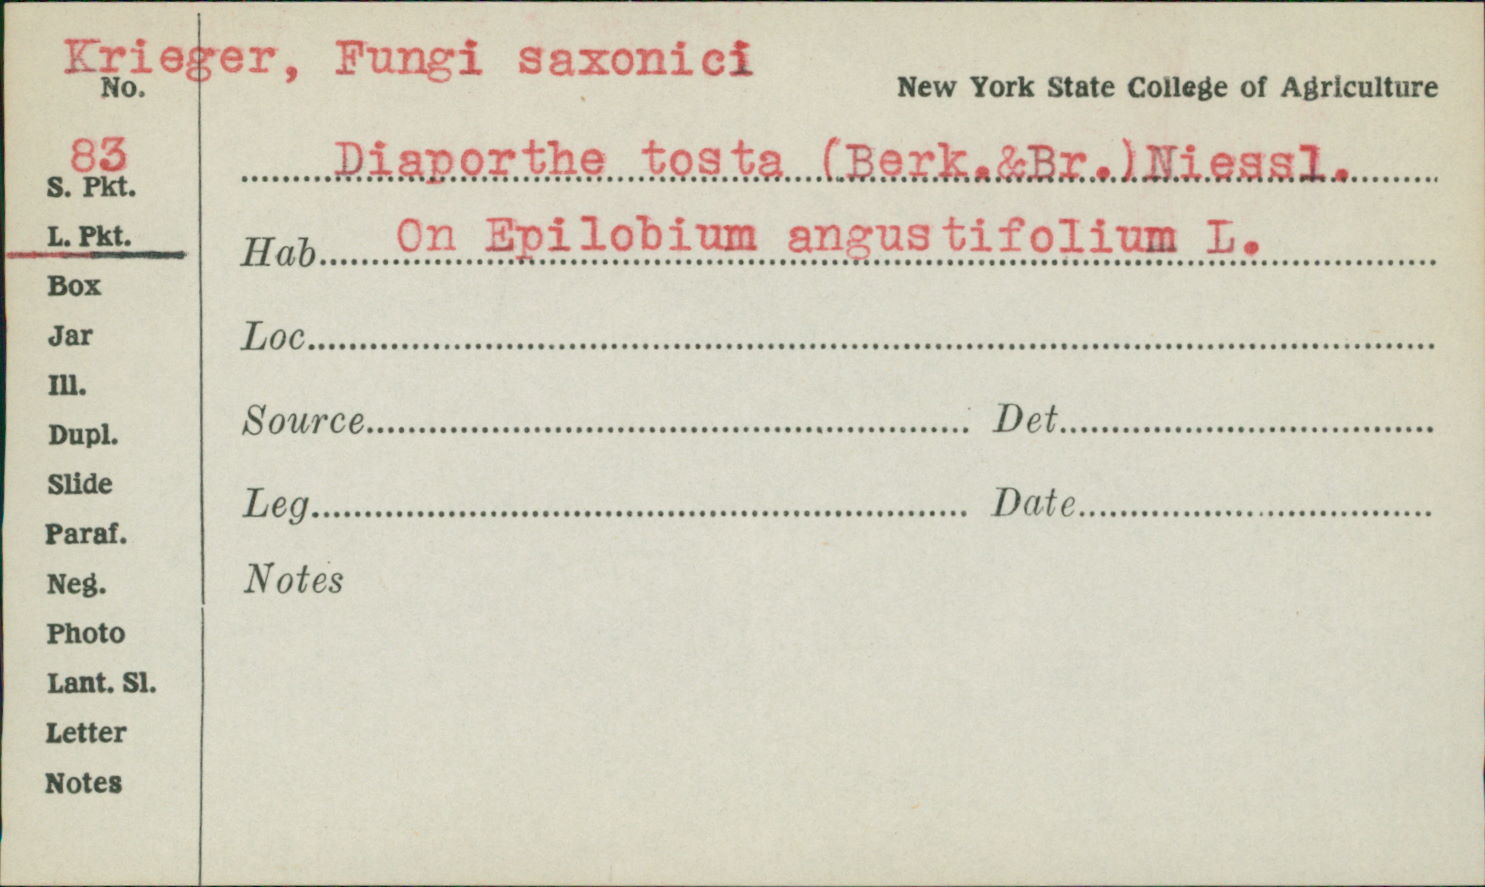 Krieger, Fungi saxonici
No.
New York State College of Agriculture
83
Diaporthe tosta (Berk.&Br.)Niessl.
S. Pkt.
L. Pkt.
Hab. On Epilobium angustifolium L.
Box
Jar
Loc.
Ill.
Dupl.
Source Det.
Slide
Leg. Date
Paraf.
Neg.
Notes
Photo
Lant. Sl.
Letter
Notes